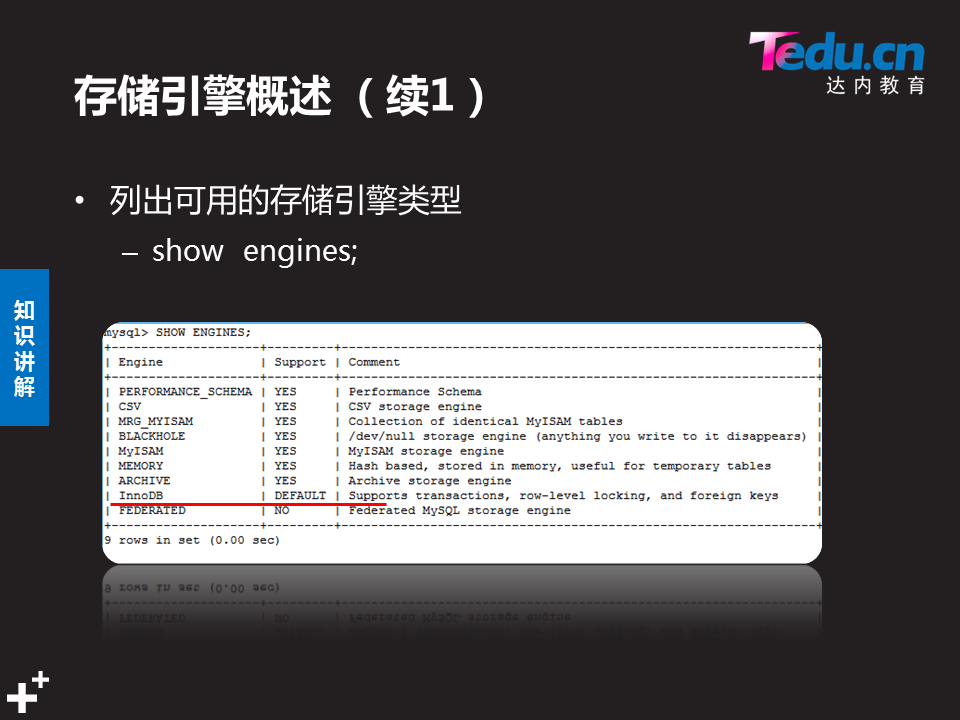 Tedu.cn
达内教育
存储引擎概述（续1）
• 列出可用的存储引擎类型
– show engines;
知识讲解
mysql> SHOW ENGINES;
+--------------------+---------+----------------------------------------------------------------+
| Engine | Support | Comment |
+--------------------+---------+----------------------------------------------------------------+
| PERFORMANCE_SCHEMA | YES | Performance Schema |
| CSV | YES | CSV storage engine |
| MRG_MYISAM | YES | Collection of identical MyISAM tables |
| BLACKHOLE | YES | /dev/null storage engine (anything you write to it disappears) |
| MyISAM | YES | MyISAM storage engine |
| MEMORY | YES | Hash based, stored in memory, useful for temporary tables |
| ARCHIVE | YES | Archive storage engine |
| InnoDB | DEFAULT | Supports transactions, row-level locking, and foreign keys |
| FEDERATED | NO | Federated MySQL storage engine |
+--------------------+---------+----------------------------------------------------------------+
9 rows in set (0.00 sec)